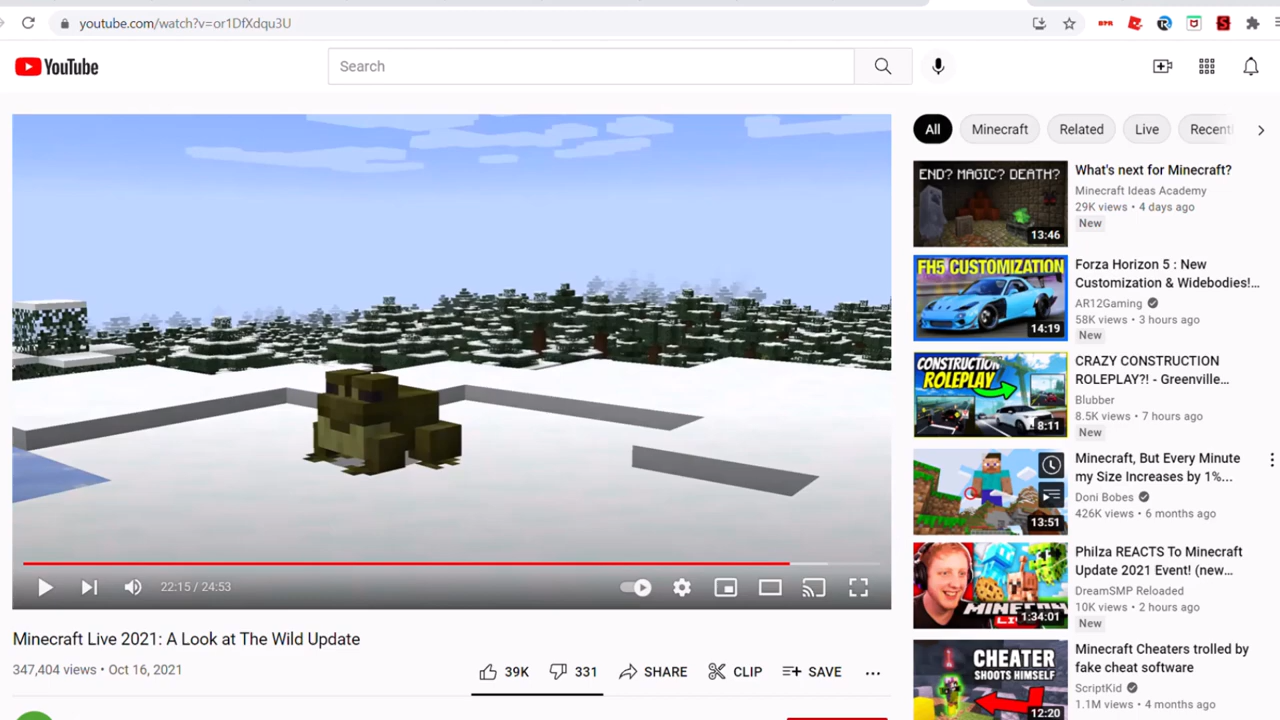 youtube.com/watch?v=or1DfXdqu3U
YouTube
Search
22:15 / 24:53
Minecraft Live 2021: A Look at The Wild Update
347,404 views • Oct 16, 2021
39K
331
SHARE
CLIP
SAVE
All
Minecraft
Related
Live
Recent
END? MAGIC? DEATH?
13:46
What's next for Minecraft?
Minecraft Ideas Academy
29K views • 4 days ago
New
FH5 CUSTOMIZATION
14:19
Forza Horizon 5 : New
Customization & Widebodies!...
AR12Gaming
58K views • 3 hours ago
New
CONSTRUCTION
ROLEPLAY
8:11
CRAZY CONSTRUCTION
ROLEPLAY?! - Greenville...
Blubber
8.5K views • 7 hours ago
New
13:51
Minecraft, But Every Minute
my Size Increases by 1%...
Doni Bobes
426K views • 6 months ago
MINECRAFT
LIVE
1:34:01
Philza REACTS To Minecraft
Update 2021 Event! (new...
DreamSMP Reloaded
10K views • 2 hours ago
New
CHEATER
SHOOTS HIMSELF
12:20
Minecraft Cheaters trolled by
fake cheat software
ScriptKid
1.1M views • 4 months ago